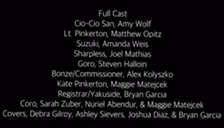 Full Cast
Cio-Cio San, Amy Wolf
Lt. Pinkerton, Matthew Opitz
Suzuki, Amanda Weis
Sharpless, Joel Mathias
Goro, Steven Halloin
Bonze/Commissioner, Alex Kolyszko
Kate Pinkerton, Maggie Matejcek
Registrar/Yakuside, Bryan Garcia
Coro, Sarah Zuber, Nuriel Abendur, & Maggie Matejcek
Covers, Debra Gilroy, Ashley Sievers, Joshua Diaz, & Bryan Garcia